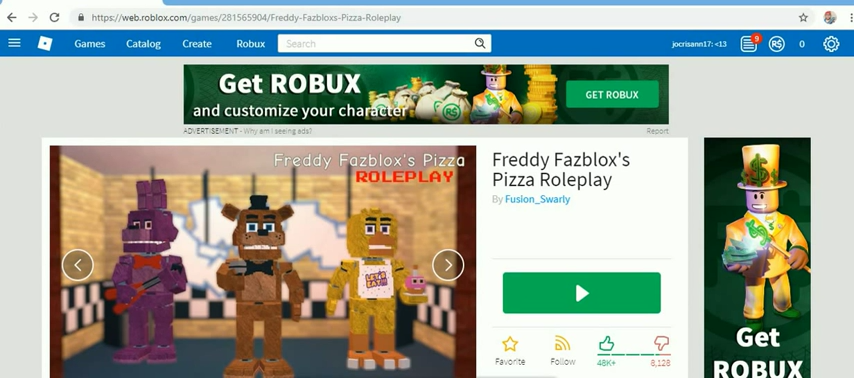 https://web.roblox.com/games/281565904/Freddy-Fazbloxs-Pizza-Roleplay
Games Catalog Create Robux Search jocrisann17: <13 9 R$ 0
Get ROBUX
and customize your character
GET ROBUX
ADVERTISEMENT - Why am I seeing ads? Report
Freddy Fazblox's Pizza
ROLEPLAY
LET'S
EAT!!!
Freddy Fazblox's
Pizza Roleplay
By Fusion_Swarly
Favorite Follow 48K+ 8,128
Get
ROBUX